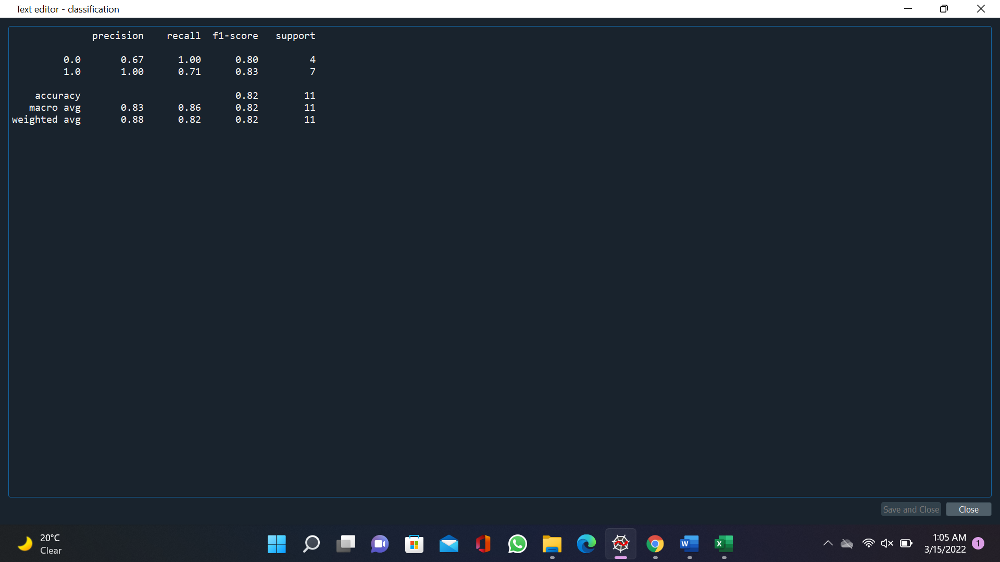 Text editor - classification
precision recall f1-score support
0.0 0.67 1.00 0.80 4
1.0 1.00 0.71 0.83 7
accuracy 0.82 11
macro avg 0.83 0.86 0.82 11
weighted avg 0.88 0.82 0.82 11
Save and Close Close
20°C
Clear
W
X
1:05 AM
3/15/2022
1